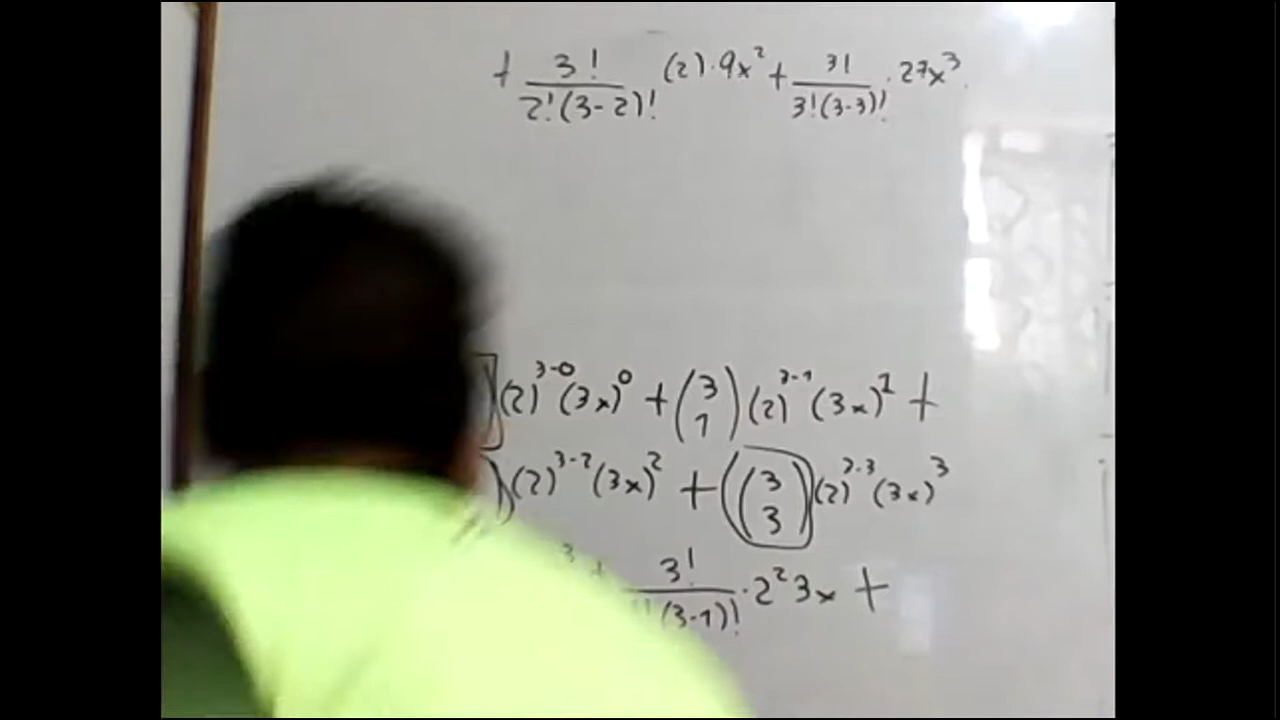 + 3!/2!(3-2)! (2)·9x² + 3!/3!(3-3)! · 27x³.
(2)³⁻⁰(3x)⁰ + (3 1)(2)³⁻¹(3x)¹ +
)(2)³⁻²(3x)² + (3 3)(2)³⁻³(3x)³
³ + 3!/!(3-1)! · 2²3x +